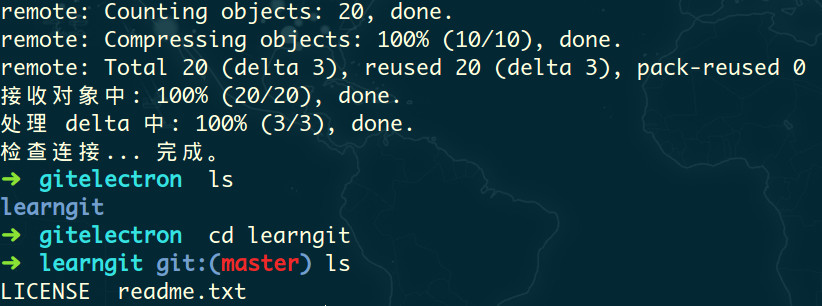 remote: Counting objects: 20, done.
remote: Compressing objects: 100% (10/10), done.
remote: Total 20 (delta 3), reused 20 (delta 3), pack-reused 0
接收对象中: 100% (20/20), done.
处理 delta 中: 100% (3/3), done.
检查连接... 完成。
➜ gitelectron ls
learngit
➜ gitelectron cd learngit
➜ learngit git:(master) ls
LICENSE readme.txt